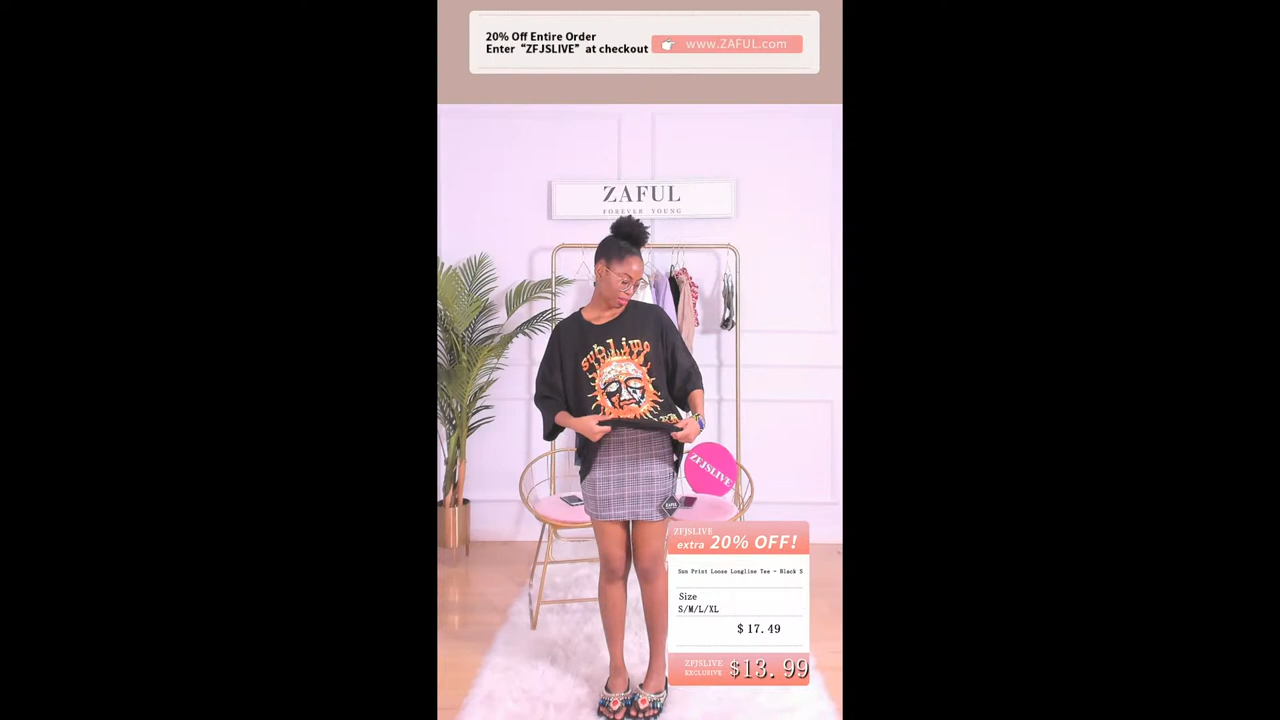 20% Off Entire Order
Enter “ZFJSLIVE” at checkout
www.ZAFUL.com
ZAFUL
FOREVER YOUNG
sublime
ZFJSLIVE
ZAFUL
ZFJSLIVE
extra 20% OFF!
Sun Print Loose Longline Tee - Black S
Size
S/M/L/XL
$ 17.49
ZFJSLIVE
EXCLUSIVE
$13.99